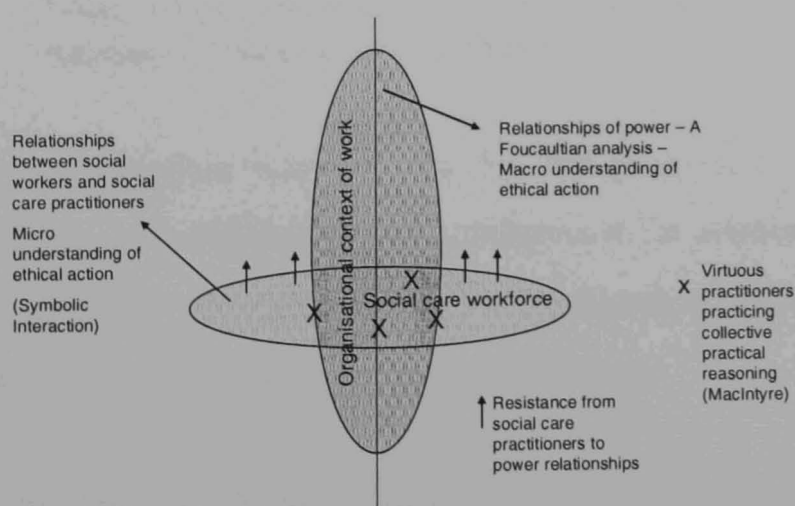 Relationships
between social
workers and social
care practitioners
Micro
understanding of
ethical action
(Symbolic
Interaction)
Organisational context of work
Relationships of power – A
Foucaultian analysis –
Macro understanding of
ethical action
Social care workforce
X
X
X
X
X Virtuous
practitioners
practicing
collective
practical
reasoning
(MacIntyre)
Resistance from
social care
practitioners to
power relationships